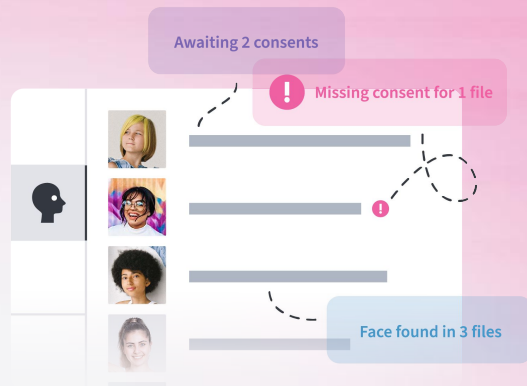 Awaiting 2 consents
! Missing consent for 1 file
!
Face found in 3 files